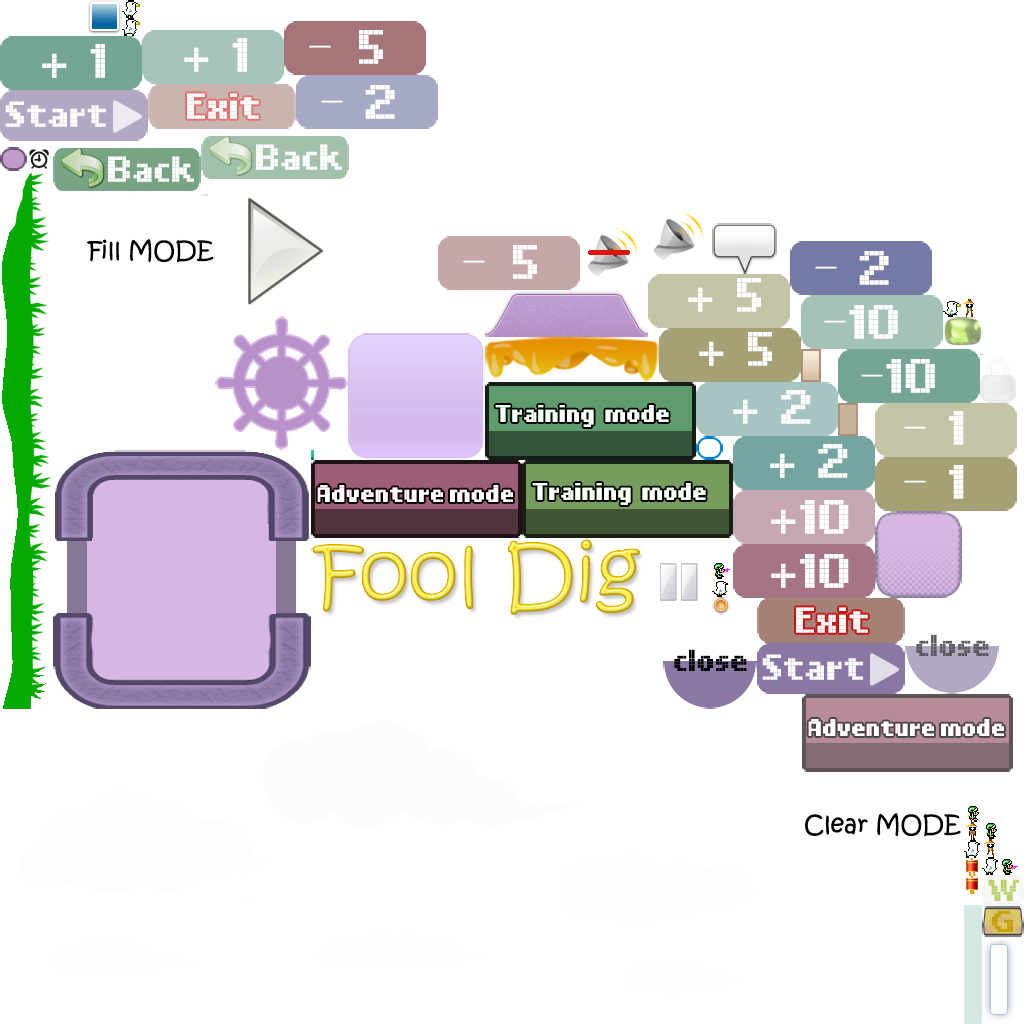 + 1
+ 1
- 5
Start
Exit
- 2
Back
Back
Fill MODE
- 5
- 2
+ 5
-10
+ 5
-10
Training mode
+ 2
- 1
+ 2
- 1
Adventure mode
Training mode
+10
Fool Dig
+10
Exit
close
Start
close
Adventure mode
Clear MODE
W
G